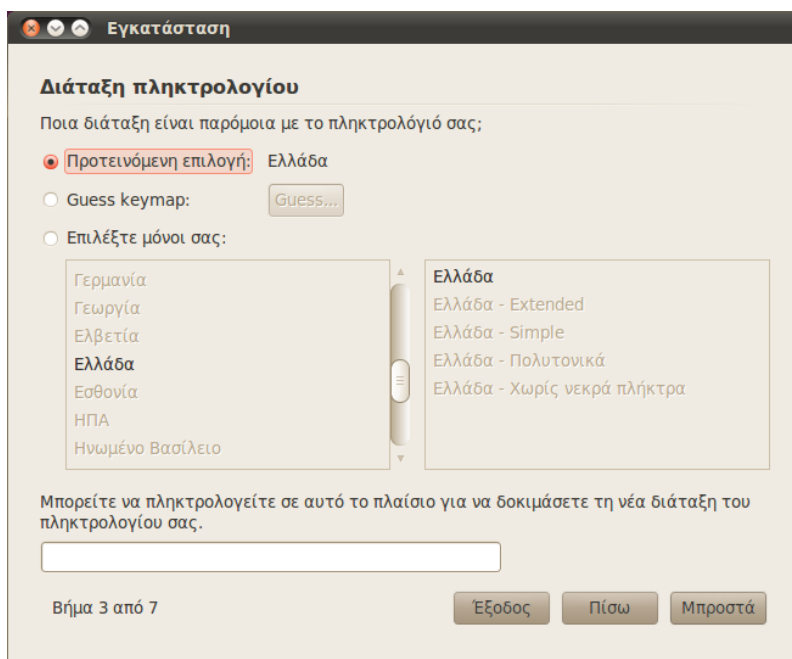 Εγκατάσταση
Διάταξη πληκτρολογίου
Ποια διάταξη είναι παρόμοια με το πληκτρολόγιό σας;
Προτεινόμενη επιλογή: Ελλάδα
Guess keymap: Guess...
Επιλέξτε μόνοι σας:
Γερμανία
Γεωργία
Ελβετία
Ελλάδα
Εσθονία
ΗΠΑ
Ηνωμένο Βασίλειο
Ελλάδα
Ελλάδα - Extended
Ελλάδα - Simple
Ελλάδα - Πολυτονικά
Ελλάδα - Χωρίς νεκρά πλήκτρα
Μπορείτε να πληκτρολογείτε σε αυτό το πλαίσιο για να δοκιμάσετε τη νέα διάταξη του
πληκτρολογίου σας.
Βήμα 3 από 7 Έξοδος Πίσω Μπροστά